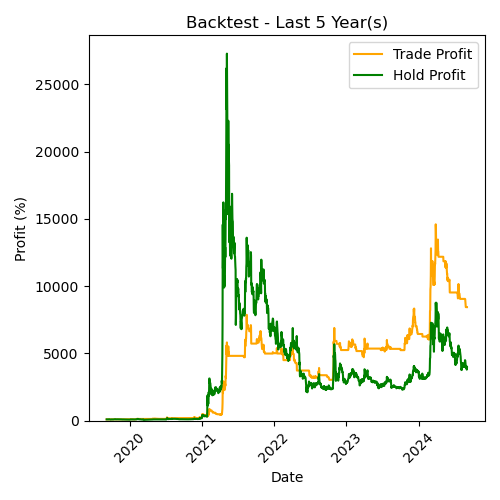 Backtest - Last 5 Year(s)
Trade Profit
Hold Profit
25000
20000
15000
10000
5000
0
Profit (%)
2020
2021
2022
2023
2024
Date